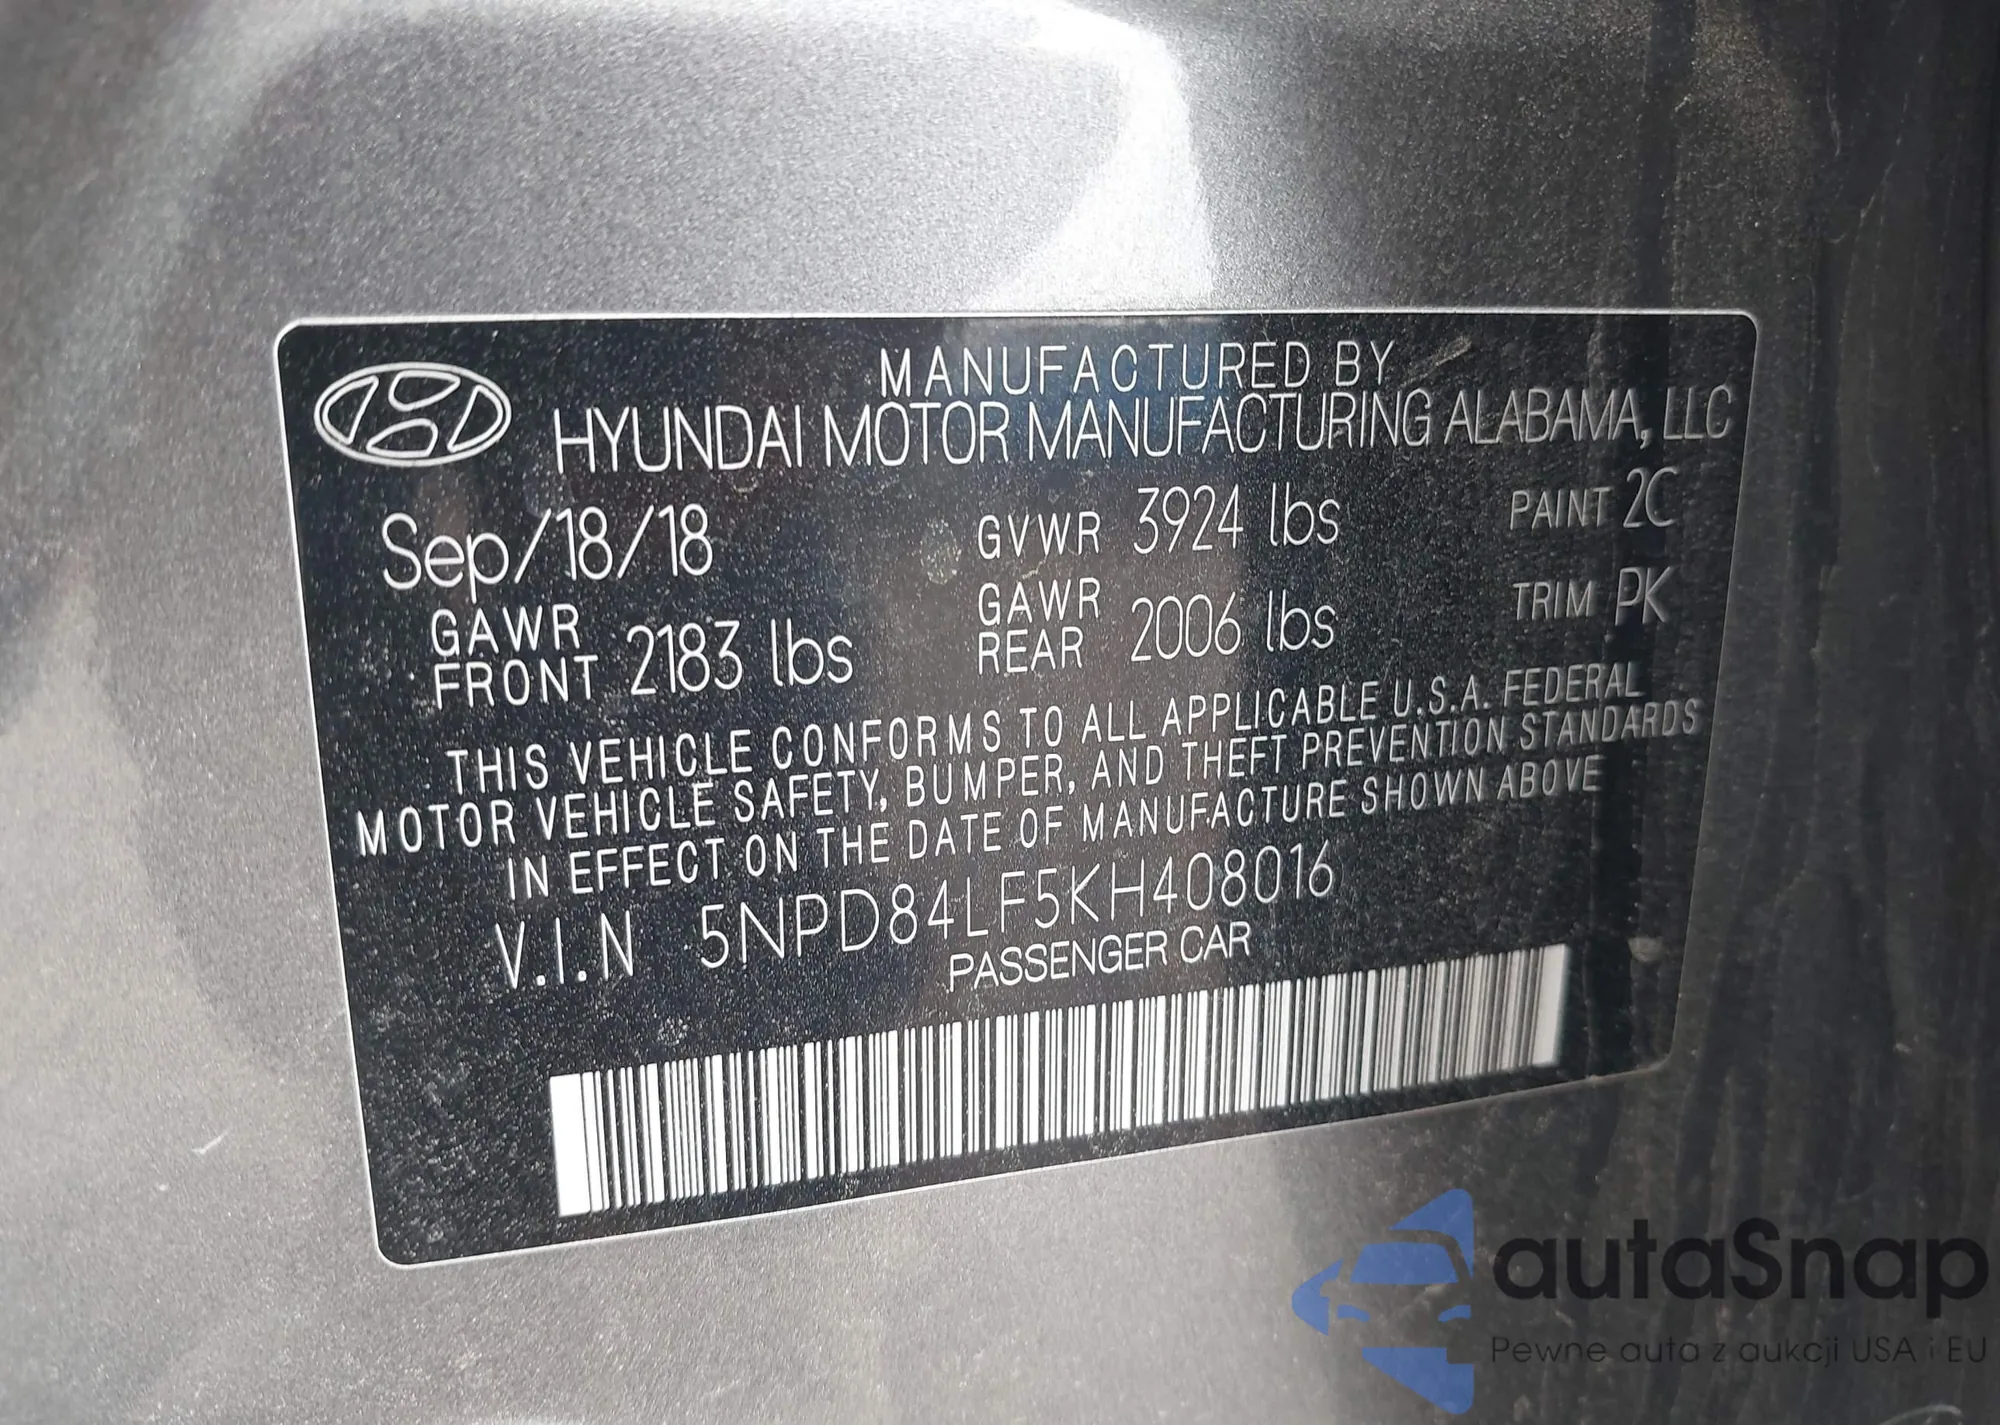 MANUFACTURED BY
HYUNDAI MOTOR MANUFACTURING ALABAMA, LLC
Sep/18/18 GVWR 3924 lbs PAINT 2C
GAWR FRONT 2183 lbs GAWR REAR 2006 lbs TRIM PK
THIS VEHICLE CONFORMS TO ALL APPLICABLE U.S.A. FEDERAL
MOTOR VEHICLE SAFETY, BUMPER, AND THEFT PREVENTION STANDARDS
IN EFFECT ON THE DATE OF MANUFACTURE SHOWN ABOVE
V.I.N 5NPD84LF5KH408016
PASSENGER CAR
autaSnap
Pewne auta z aukcji USA i EU